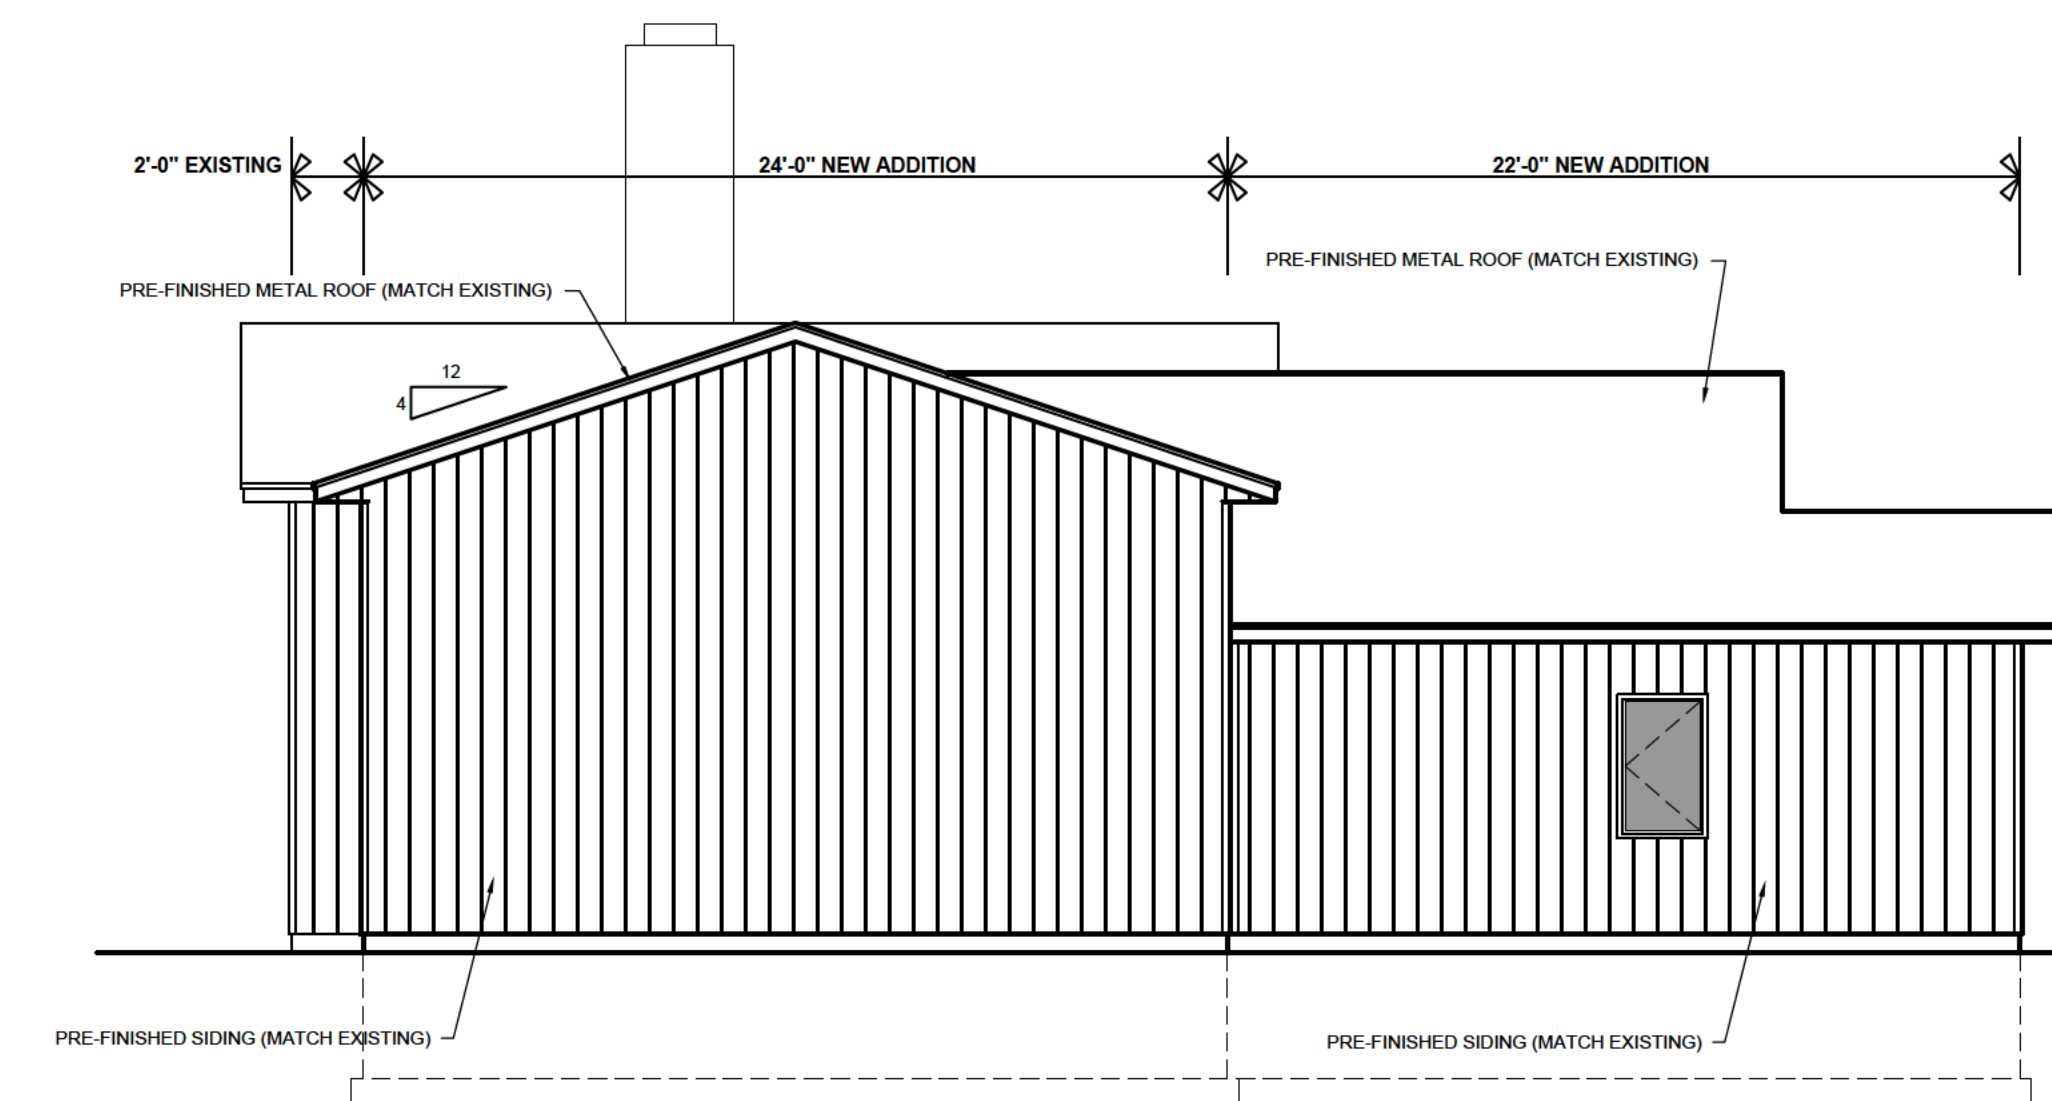 2'-0" EXISTING
24'-0" NEW ADDITION
22'-0" NEW ADDITION
PRE-FINISHED METAL ROOF (MATCH EXISTING)
PRE-FINISHED METAL ROOF (MATCH EXISTING)
12
4
PRE-FINISHED SIDING (MATCH EXISTING)
PRE-FINISHED SIDING (MATCH EXISTING)